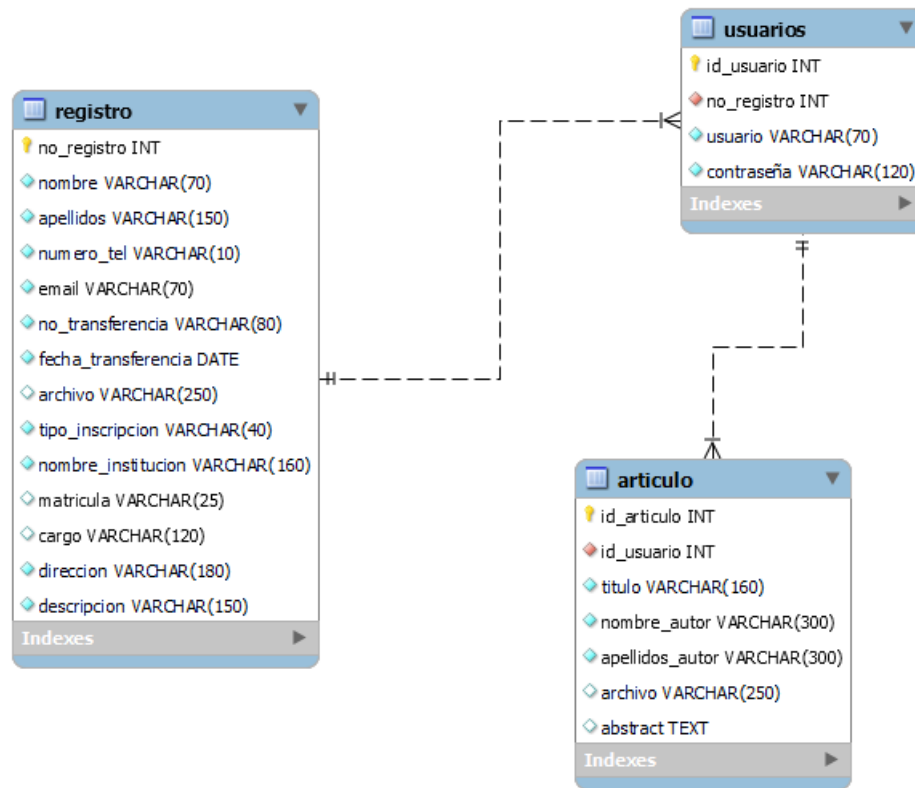 registro
no_registro INT
nombre VARCHAR(70)
apellidos VARCHAR(150)
numero_tel VARCHAR(10)
email VARCHAR(70)
no_transferencia VARCHAR(80)
fecha_transferencia DATE
archivo VARCHAR(250)
tipo_inscripcion VARCHAR(40)
nombre_institucion VARCHAR(160)
matricula VARCHAR(25)
cargo VARCHAR(120)
direccion VARCHAR(180)
descripcion VARCHAR(150)
Indexes
usuarios
id_usuario INT
no_registro INT
usuario VARCHAR(70)
contraseña VARCHAR(120)
Indexes
articulo
id_articulo INT
id_usuario INT
titulo VARCHAR(160)
nombre_autor VARCHAR(300)
apellidos_autor VARCHAR(300)
archivo VARCHAR(250)
abstract TEXT
Indexes